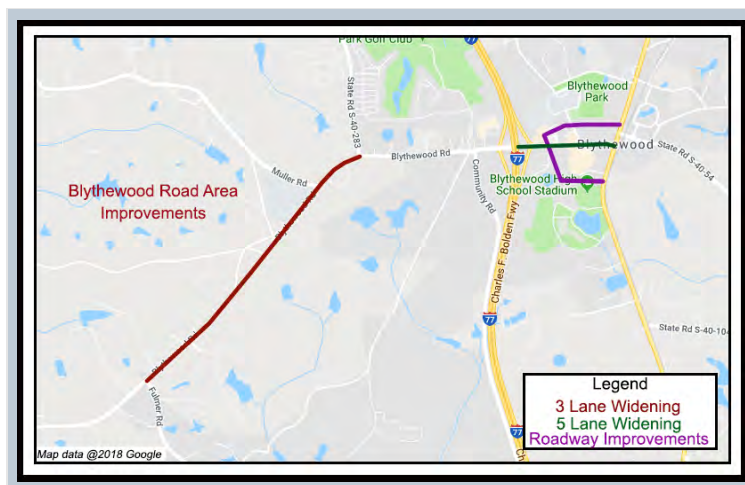 Park Golf Club
State Rd S-40-283
77
Blythewood
Park
Blythewood Rd
77
Blythewood
State Rd S-40-54
Muller Rd
Community Rd
Blythewood High
School Stadium
Blythewood Road Area
Improvements
Charles F. Bolden Fwy
77
State Rd S-40-104
Fulmer Rd
77
Legend
3 Lane Widening
5 Lane Widening
Roadway Improvements
Map data @2018 Google